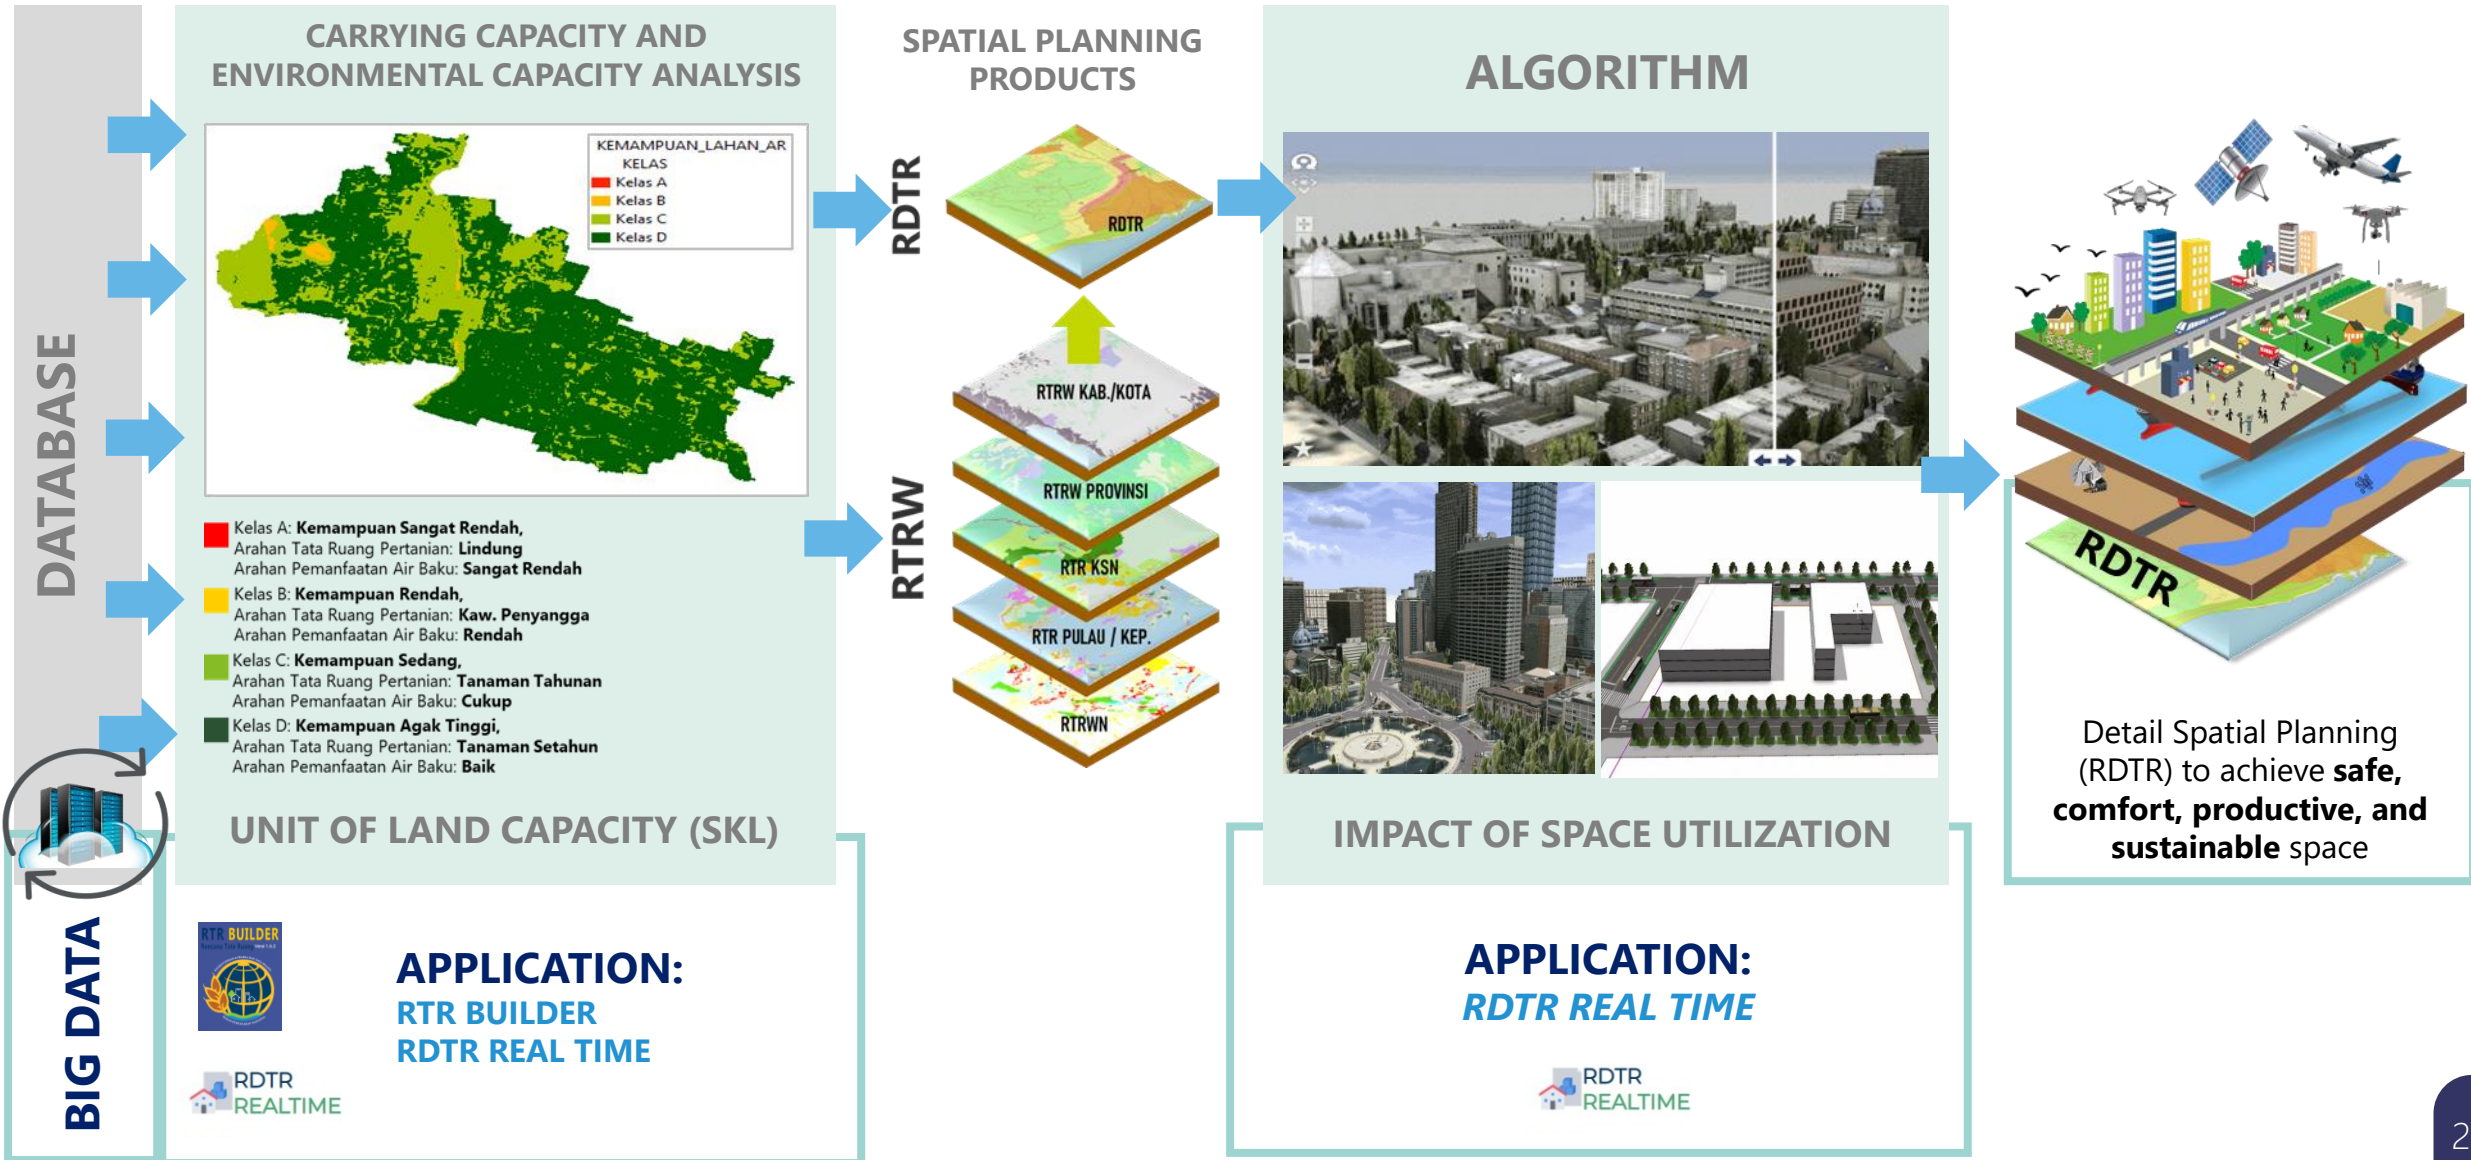 DATABASE
BIG DATA
CARRYING CAPACITY AND
ENVIRONMENTAL CAPACITY ANALYSIS
KEMAMPUAN_LAHAN_AR
KELAS
Kelas A
Kelas B
Kelas C
Kelas D
Kelas A: Kemampuan Sangat Rendah,
Arahan Tata Ruang Pertanian: Lindung
Arahan Pemanfaatan Air Baku: Sangat Rendah
Kelas B: Kemampuan Rendah,
Arahan Tata Ruang Pertanian: Kaw. Penyangga
Arahan Pemanfaatan Air Baku: Rendah
Kelas C: Kemampuan Sedang,
Arahan Tata Ruang Pertanian: Tanaman Tahunan
Arahan Pemanfaatan Air Baku: Cukup
Kelas D: Kemampuan Agak Tinggi,
Arahan Tata Ruang Pertanian: Tanaman Setahun
Arahan Pemanfaatan Air Baku: Baik
UNIT OF LAND CAPACITY (SKL)
RTR BUILDER
APPLICATION:
RTR BUILDER
RDTR REAL TIME
RDTR
REALTIME
SPATIAL PLANNING
PRODUCTS
RDTR
RDTR
RTRW
RTRW KAB./KOTA
RTRW PROVINSI
RTR KSN
RTR PULAU / KEP.
RTRWN
ALGORITHM
IMPACT OF SPACE UTILIZATION
APPLICATION:
RDTR REAL TIME
RDTR
REALTIME
RDTR
Detail Spatial Planning
(RDTR) to achieve safe,
comfort, productive, and
sustainable space
2